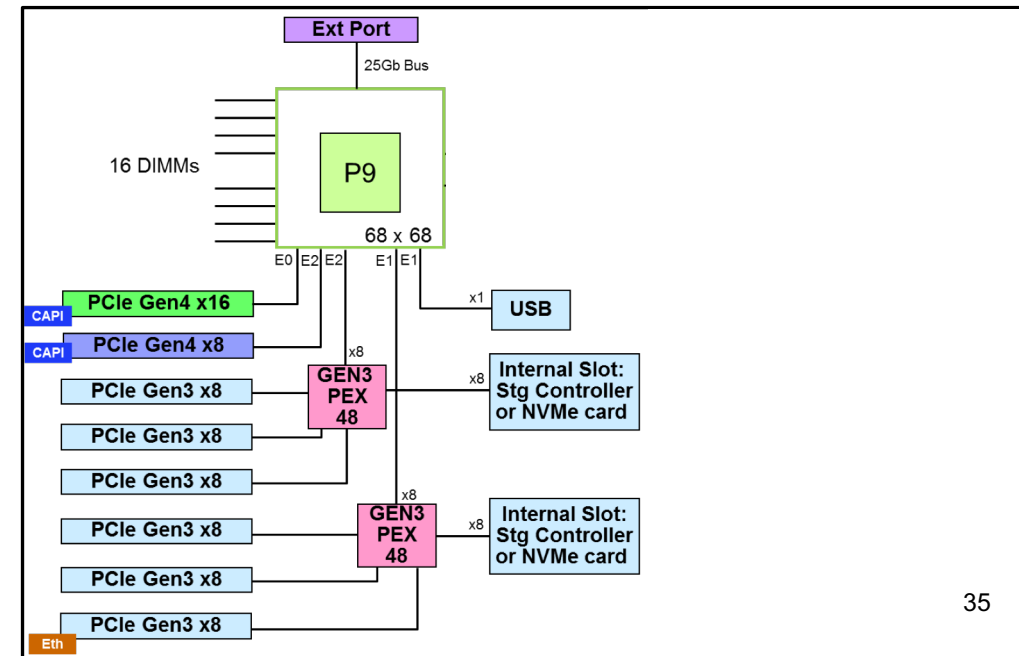 Ext Port
25Gb Bus
16 DIMMs
P9
68 x 68
E0 E2 E2 E1 E1
PCIe Gen4 x16
CAPI
x1
USB
PCIe Gen4 x8
CAPI
x8
GEN3
PEX
48
x8
Internal Slot:
Stg Controller
or NVMe card
PCIe Gen3 x8
PCIe Gen3 x8
PCIe Gen3 x8
x8
GEN3
PEX
48
x8
Internal Slot:
Stg Controller
or NVMe card
PCIe Gen3 x8
PCIe Gen3 x8
PCIe Gen3 x8
Eth
35